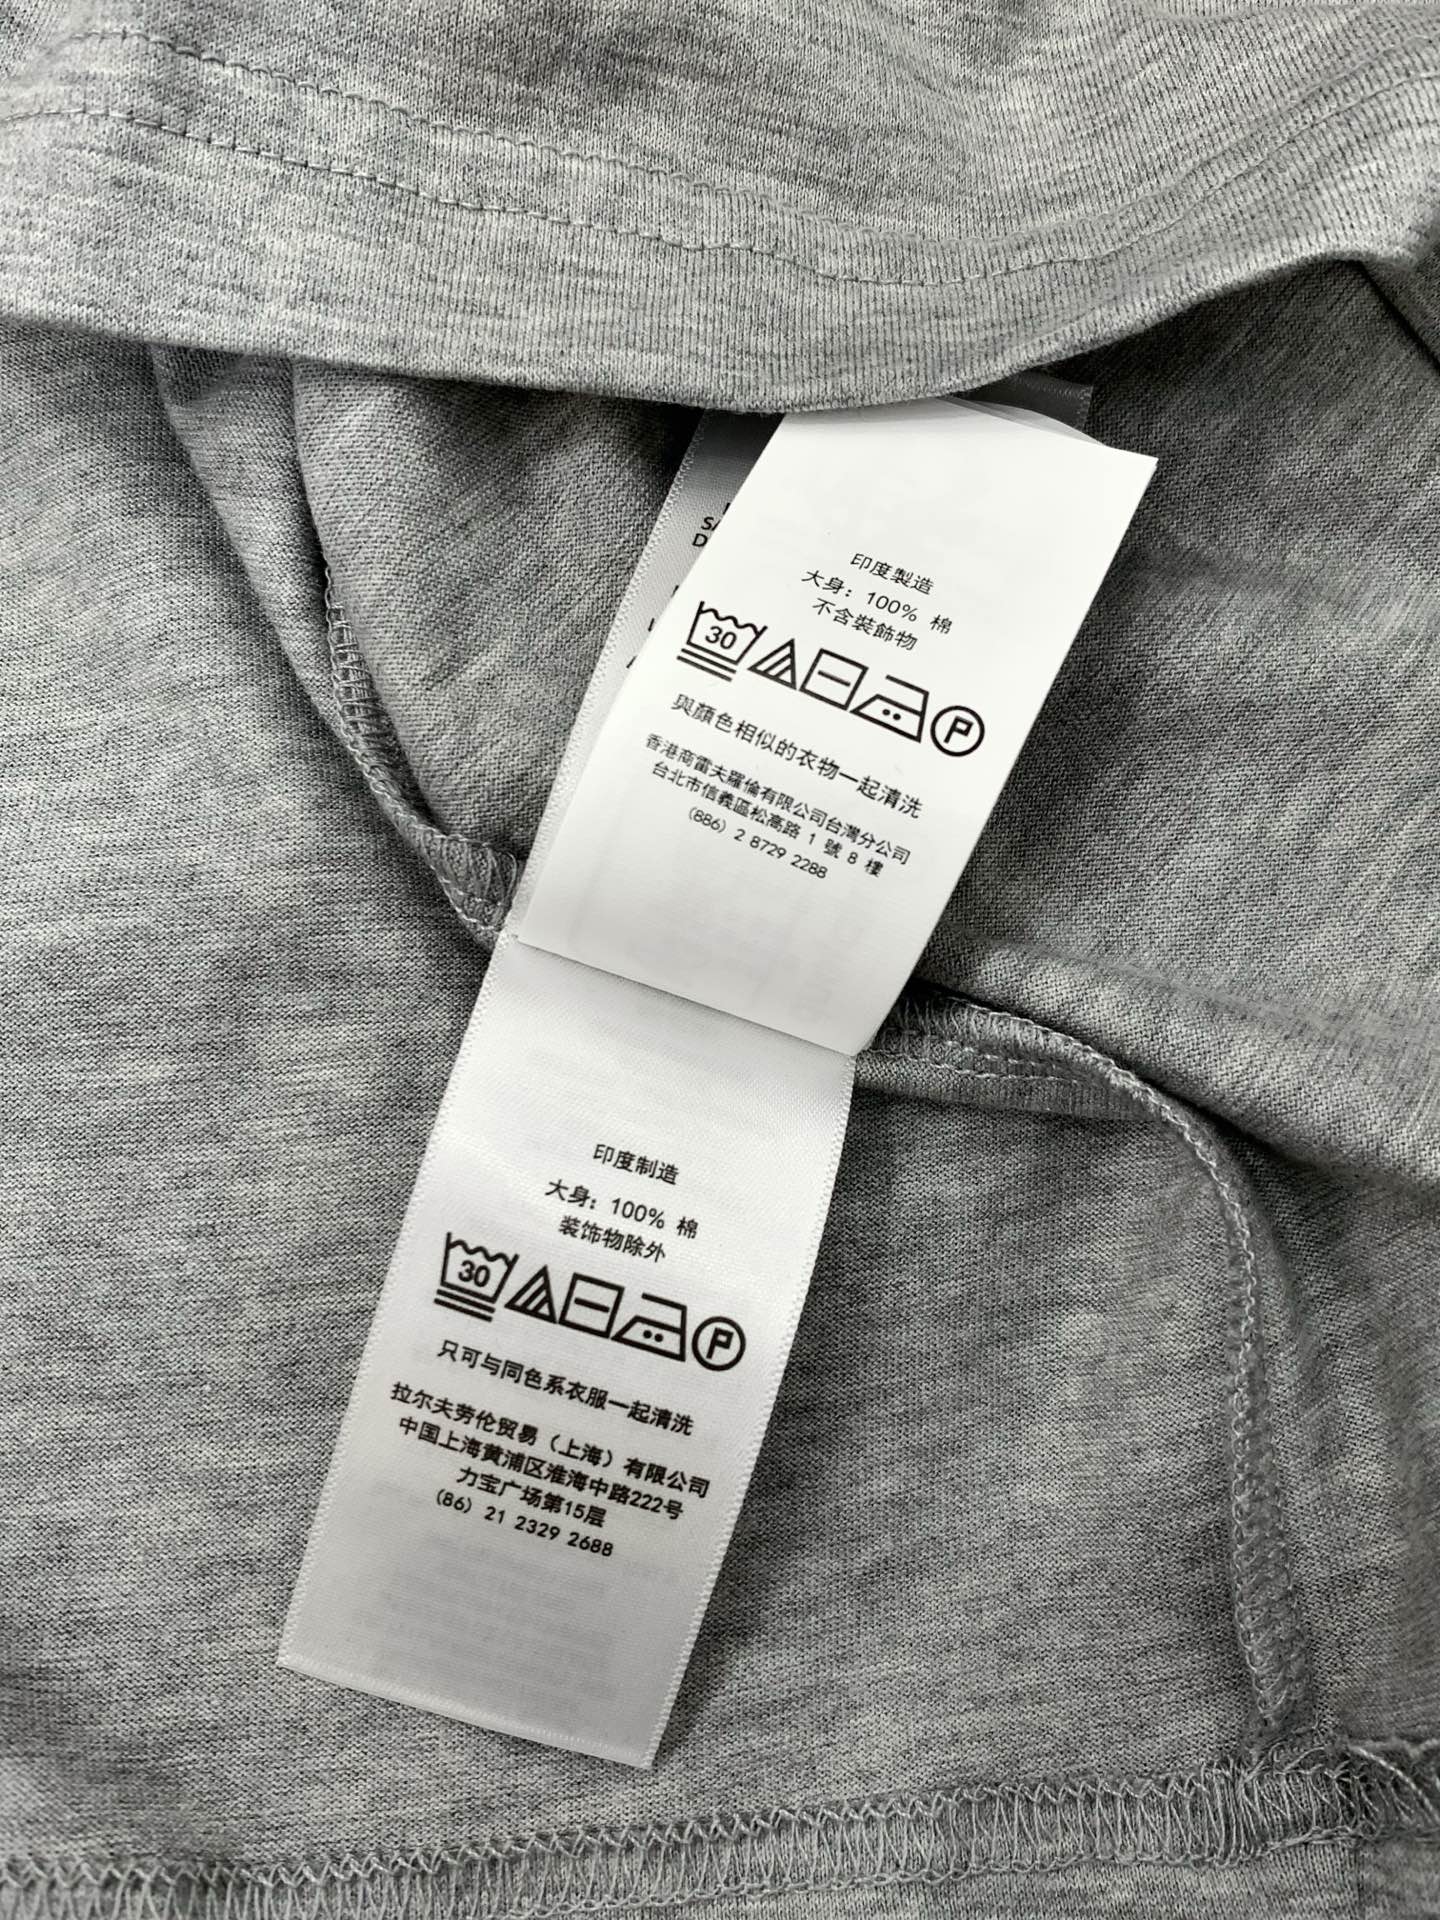 印度製造
大身: 100% 棉
不含裝飾物
30
P
與顏色相似的衣物一起清洗
香港商雷夫羅倫有限公司台灣分公司
台北市信義區松高路 1 號 8 樓
(886) 2 8729 2288
印度制造
大身: 100% 棉
装饰物除外
30
P
只可与同色系衣服一起清洗
拉尔夫劳伦贸易（上海）有限公司
中国上海黄浦区淮海中路222号
力宝广场第15层
(86) 21 2329 2688